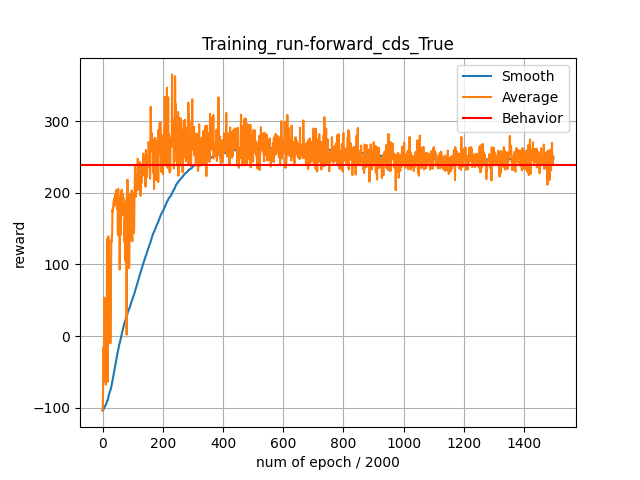 Training_run-forward_cds_True
Smooth
Average
Behavior
300
200
100
0
−100
reward
0 200 400 600 800 1000 1200 1400
num of epoch / 2000